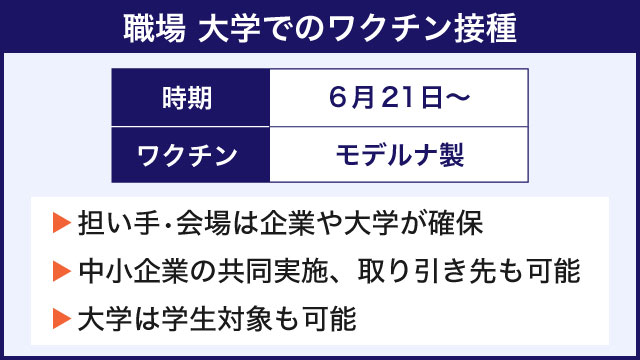 職場 大学でのワクチン接種
時期 6月21日〜
ワクチン モデルナ製
▶担い手・会場は企業や大学が確保
▶中小企業の共同実施、取り引き先も可能
▶大学は学生対象も可能